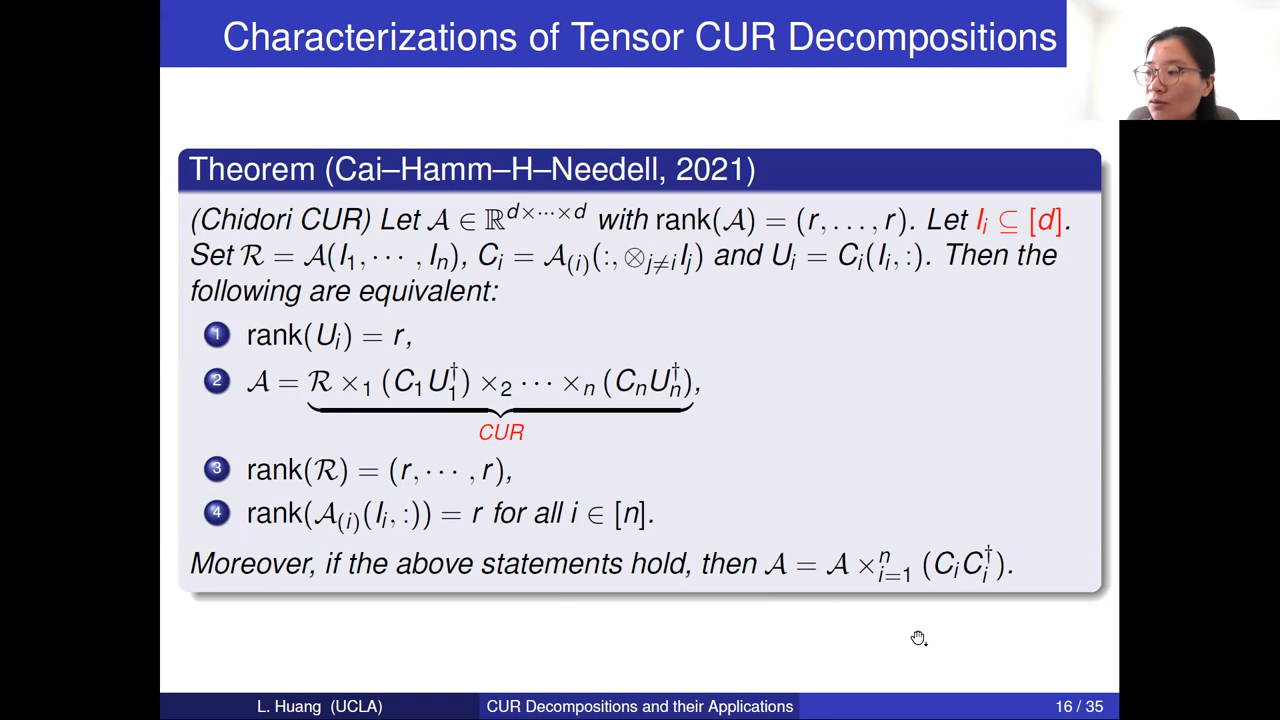 Characterizations of Tensor CUR Decompositions
Theorem (Cai–Hamm–H–Needell, 2021)
(Chidori CUR) Let 𝒜 ∈ ℝ^{d×···×d} with rank(𝒜) = (r, . . . , r). Let I_i ⊆ [d].
Set ℛ = 𝒜(I_1, ··· , I_n), C_i = 𝒜_{(i)}(:, ⊗_{j≠i}I_j) and U_i = C_i(I_i, :). Then the
following are equivalent:
1 rank(U_i) = r,
2 𝒜 = ℛ ×_1 (C_1U_1^†) ×_2 ··· ×_n (C_nU_n^†),
CUR
3 rank(ℛ) = (r, ··· , r),
4 rank(𝒜_{(i)}(I_i, :)) = r for all i ∈ [n].
Moreover, if the above statements hold, then 𝒜 = 𝒜 ×_{i=1}^n (C_iC_i^†).
L. Huang (UCLA)
CUR Decompositions and their Applications
16 / 35